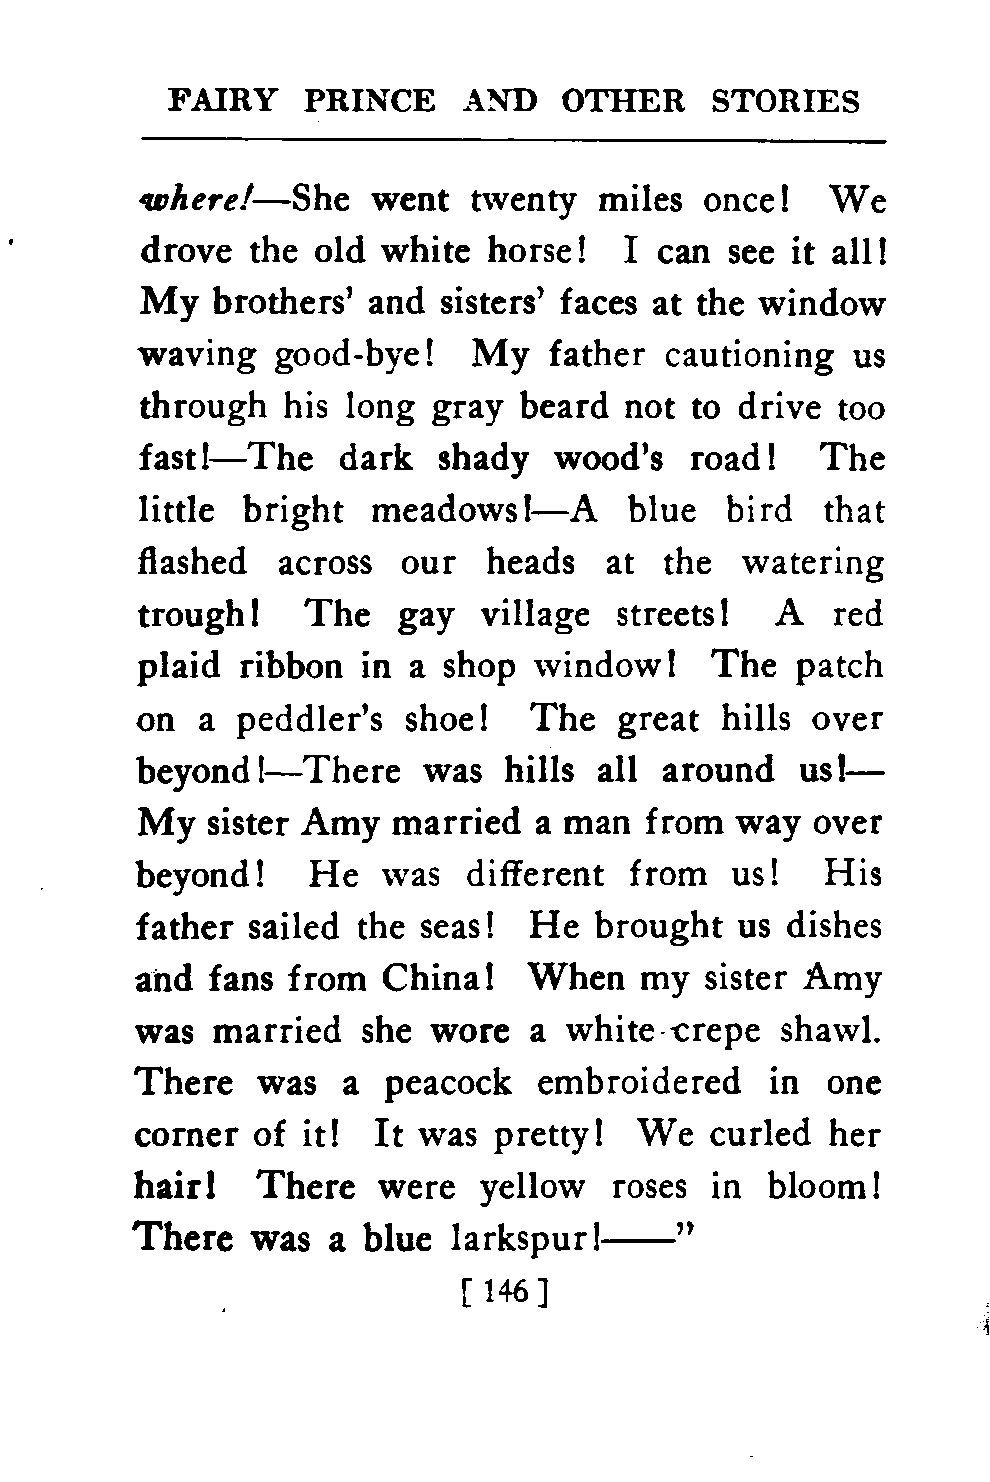 FAIRY PRINCE AND OTHER STORIES
where!—She went twenty miles once! We
drove the old white horse! I can see it all!
My brothers' and sisters' faces at the window
waving good-bye! My father cautioning us
through his long gray beard not to drive too
fast!—The dark shady wood's road! The
little bright meadows!—A blue bird that
flashed across our heads at the watering
trough! The gay village streets! A red
plaid ribbon in a shop window! The patch
on a peddler's shoe! The great hills over
beyond!—There was hills all around us!—
My sister Amy married a man from way over
beyond! He was different from us! His
father sailed the seas! He brought us dishes
and fans from China! When my sister Amy
was married she wore a white crepe shawl.
There was a peacock embroidered in one
corner of it! It was pretty! We curled her
hair! There were yellow roses in bloom!
There was a blue larkspur!——"
[ 146 ]